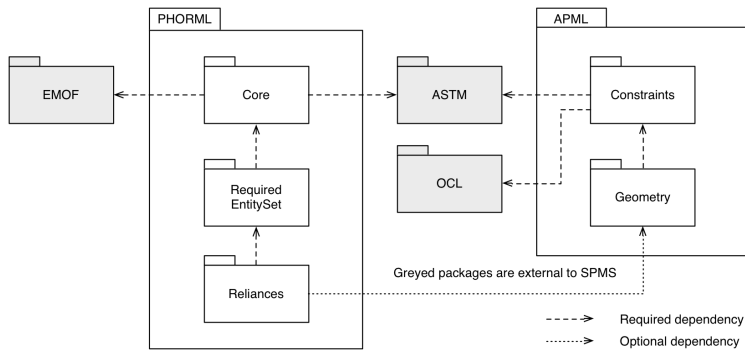 PHORML
APML
EMOF
Core
ASTM
Constraints
Required
EntitySet
OCL
Geometry
Reliances
Greyed packages are external to SPMS
Required dependency
Optional dependency